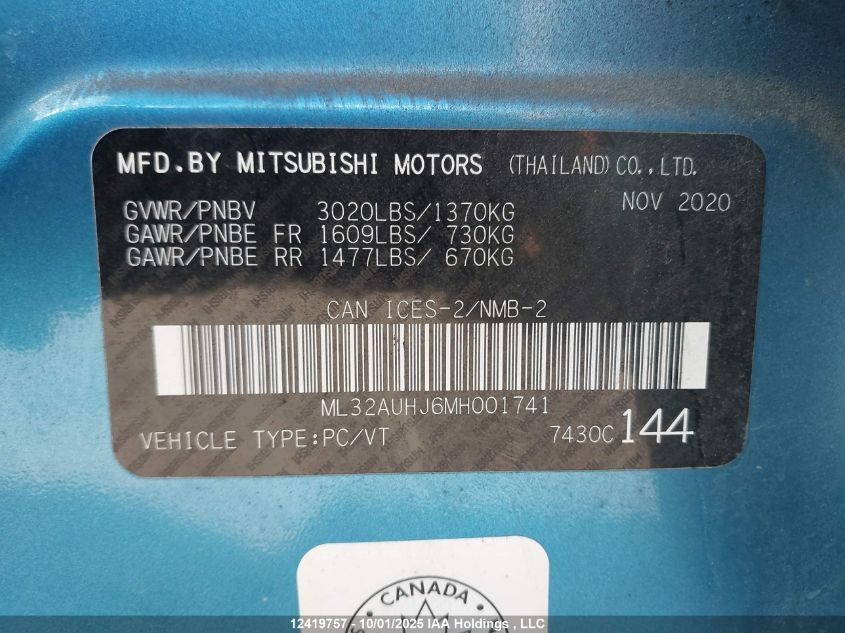 MFD.BY MITSUBISHI MOTORS (THAILAND) CO.,LTD.
NOV 2020
GVWR/PNBV 3020LBS/1370KG
GAWR/PNBE FR 1609LBS/ 730KG
GAWR/PNBE RR 1477LBS/ 670KG
CAN ICES-2/NMB-2
ML32AUHJ6MH001741
VEHICLE TYPE:PC/VT 7430C 144
CANADA
12419757 - 10/01/2025 IAA Holdings , LLC